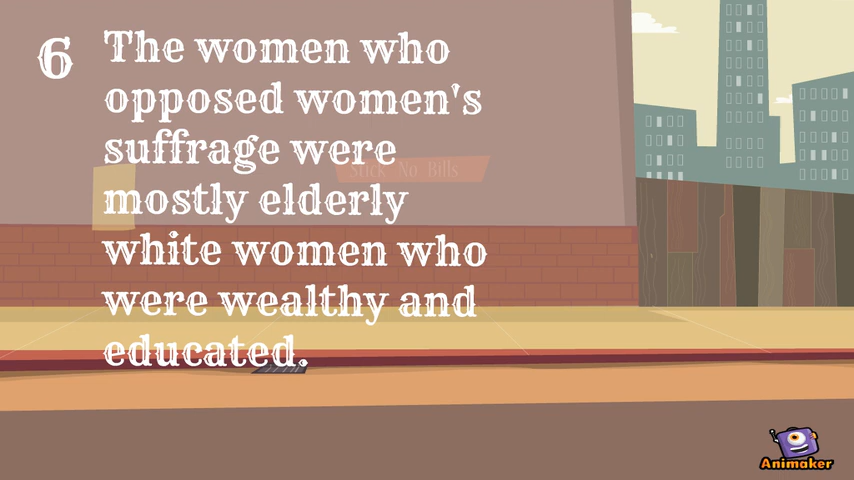 6
The women who
opposed women's
suffrage were
Stick No Bills
mostly elderly
white women who
were wealthy and
educated.
Animaker